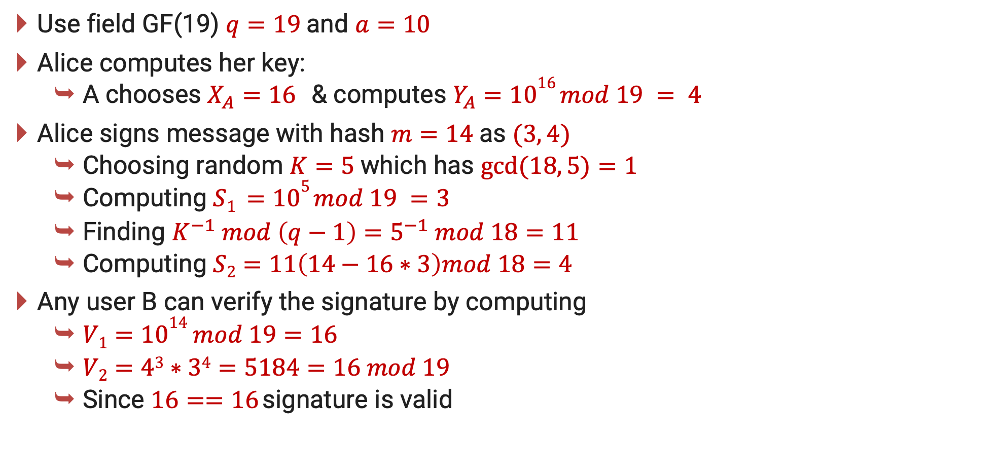 Use field GF(19) q = 19 and a = 10
Alice computes her key:
A chooses X_A = 16 & computes Y_A = 10^16 mod 19 = 4
Alice signs message with hash m = 14 as (3, 4)
Choosing random K = 5 which has gcd(18, 5) = 1
Computing S_1 = 10^5 mod 19 = 3
Finding K^−1 mod (q − 1) = 5^−1 mod 18 = 11
Computing S_2 = 11(14 − 16 * 3)mod 18 = 4
Any user B can verify the signature by computing
V_1 = 10^14 mod 19 = 16
V_2 = 4^3 * 3^4 = 5184 = 16 mod 19
Since 16 == 16 signature is valid